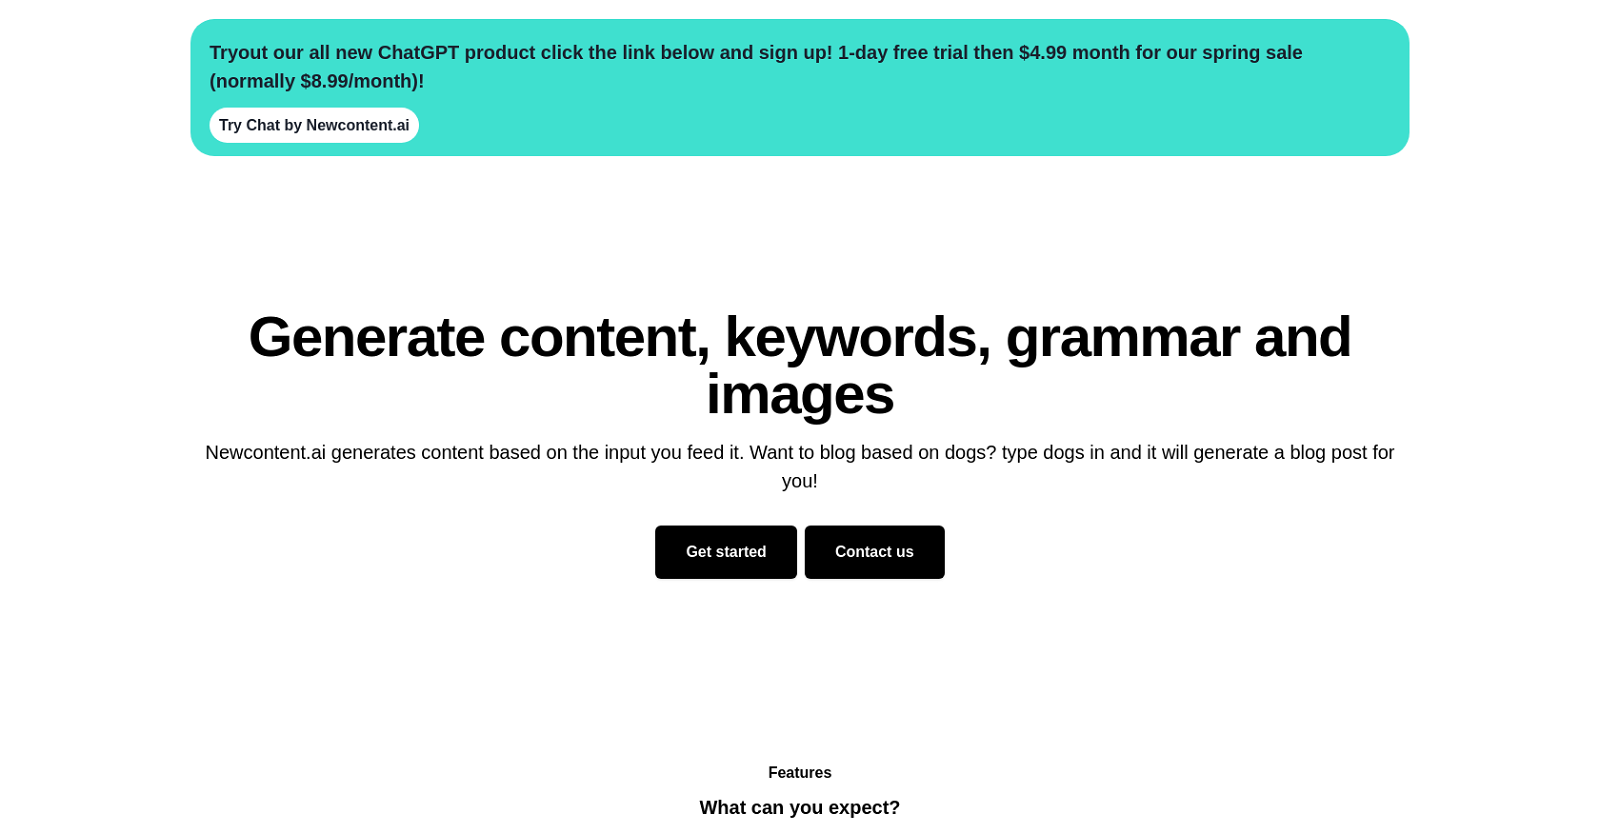 Tryout our all new ChatGPT product click the link below and sign up! 1-day free trial then $4.99 month for our spring sale
(normally $8.99/month)!
Try Chat by Newcontent.ai
Generate content, keywords, grammar and
images
Newcontent.ai generates content based on the input you feed it. Want to blog based on dogs? type dogs in and it will generate a blog post for
you!
Get started
Contact us
Features
What can you expect?